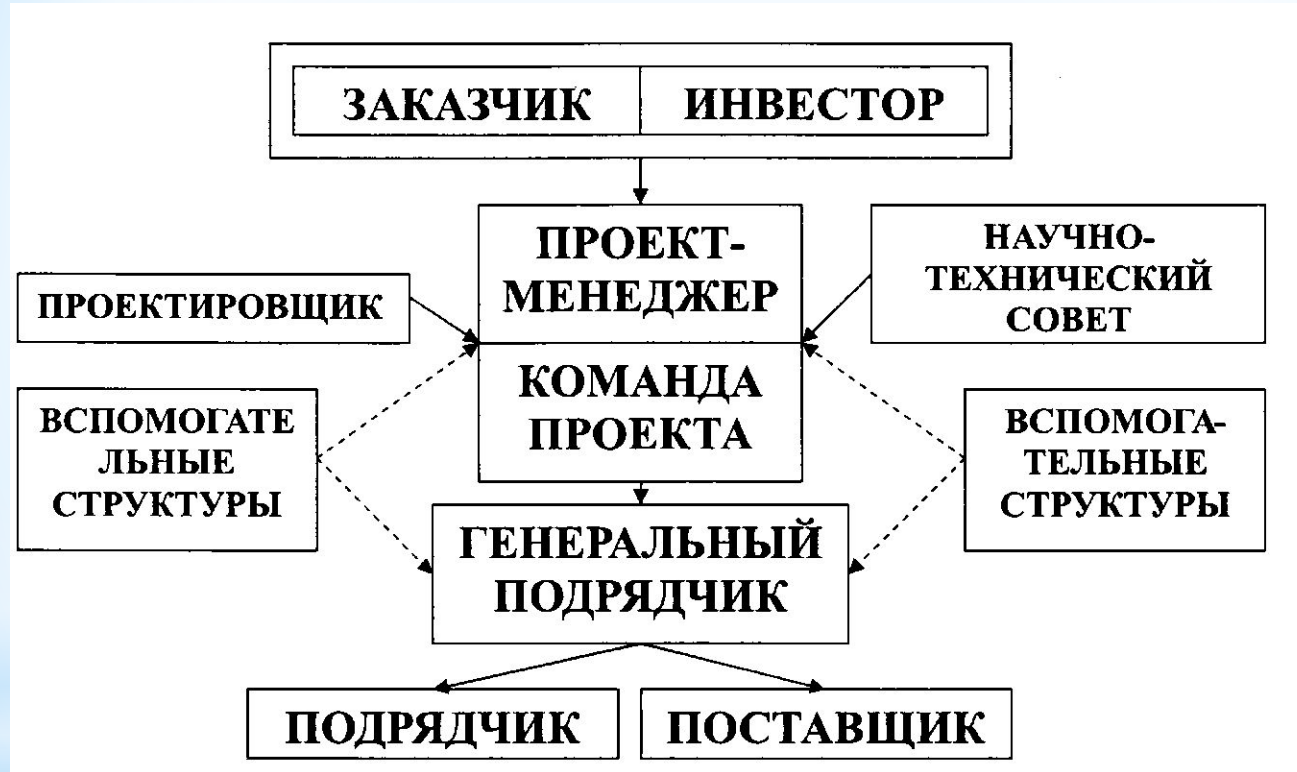 ЗАКАЗЧИК ИНВЕСТОР
ПРОЕКТ-
МЕНЕДЖЕР
НАУЧНО-
ТЕХНИЧЕСКИЙ
СОВЕТ
ПРОЕКТИРОВЩИК
КОМАНДА
ПРОЕКТА
ВСПОМОГАТЕ
ЛЬНЫЕ
СТРУКТУРЫ
ВСПОМОГА-
ТЕЛЬНЫЕ
СТРУКТУРЫ
ГЕНЕРАЛЬНЫЙ
ПОДРЯДЧИК
ПОДРЯДЧИК
ПОСТАВЩИК